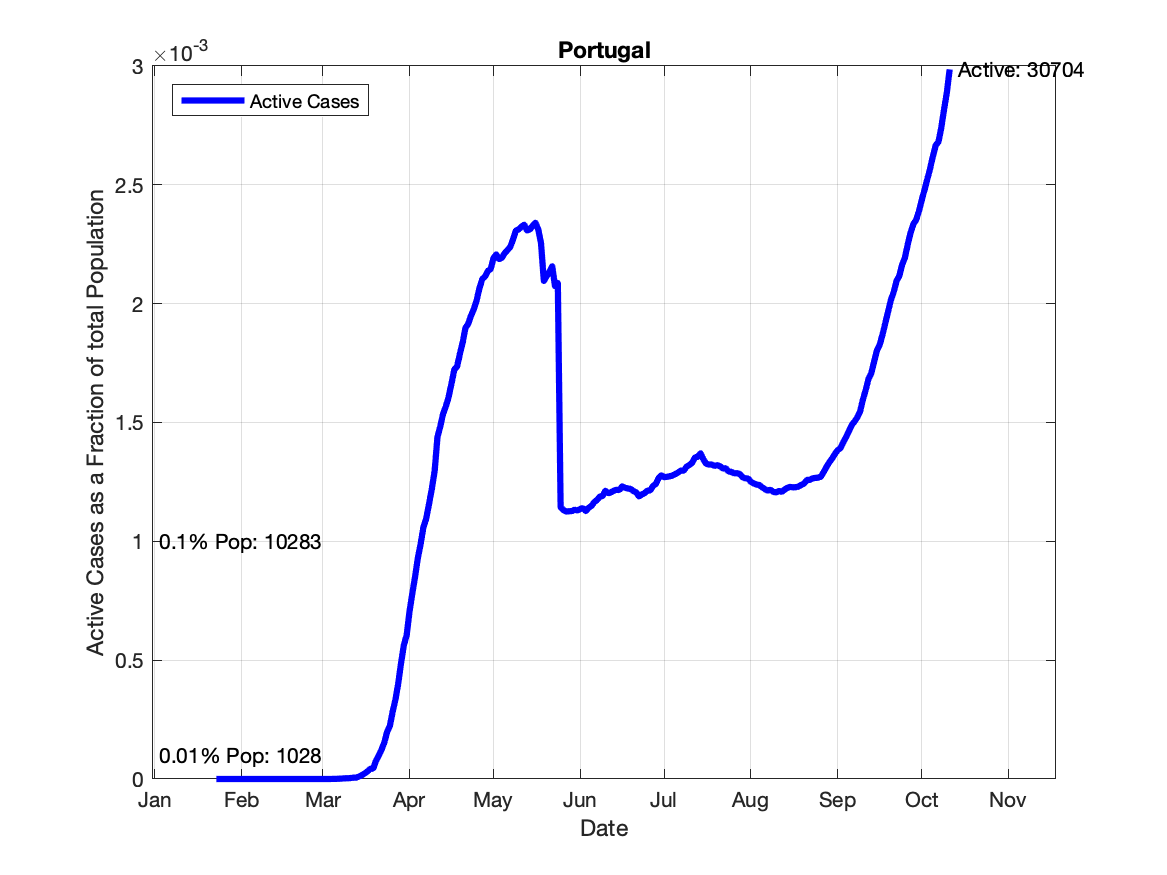 Portugal
×10-3
3
2.5
2
1.5
1
0.5
0
Active Cases as a Fraction of total Population
Active Cases
Active: 30704
0.1% Pop: 10283
0.01% Pop: 1028
Jan Feb Mar Apr May Jun Jul Aug Sep Oct Nov
Date